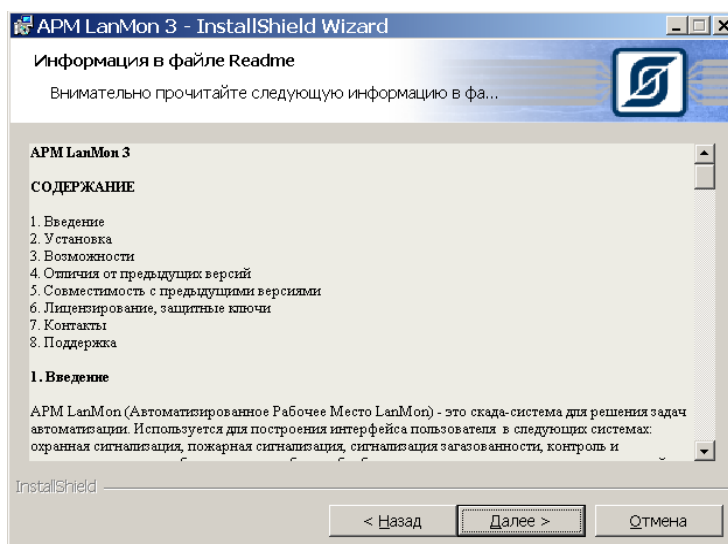 АРМ LanMon 3 - InstallShield Wizard
Информация в файле Readme
Внимательно прочитайте следующую информацию в фа...
АРМ LanMon 3
СОДЕРЖАНИЕ
1. Введение
2. Установка
3. Возможности
4. Отличия от предыдущих версий
5. Совместимость с предыдущими версиями
6. Лицензирование, защитные ключи
7. Контакты
8. Поддержка
1. Введение
АРМ LanMon (Автоматизированное Рабочее Место LanMon) - это скада-система для решения задач
автоматизации. Используется для построения интерфейса пользователя в следующих системах:
охранная сигнализация, пожарная сигнализация, сигнализация загазованности, контроль и
InstallShield
< Назад
Далее >
Отмена